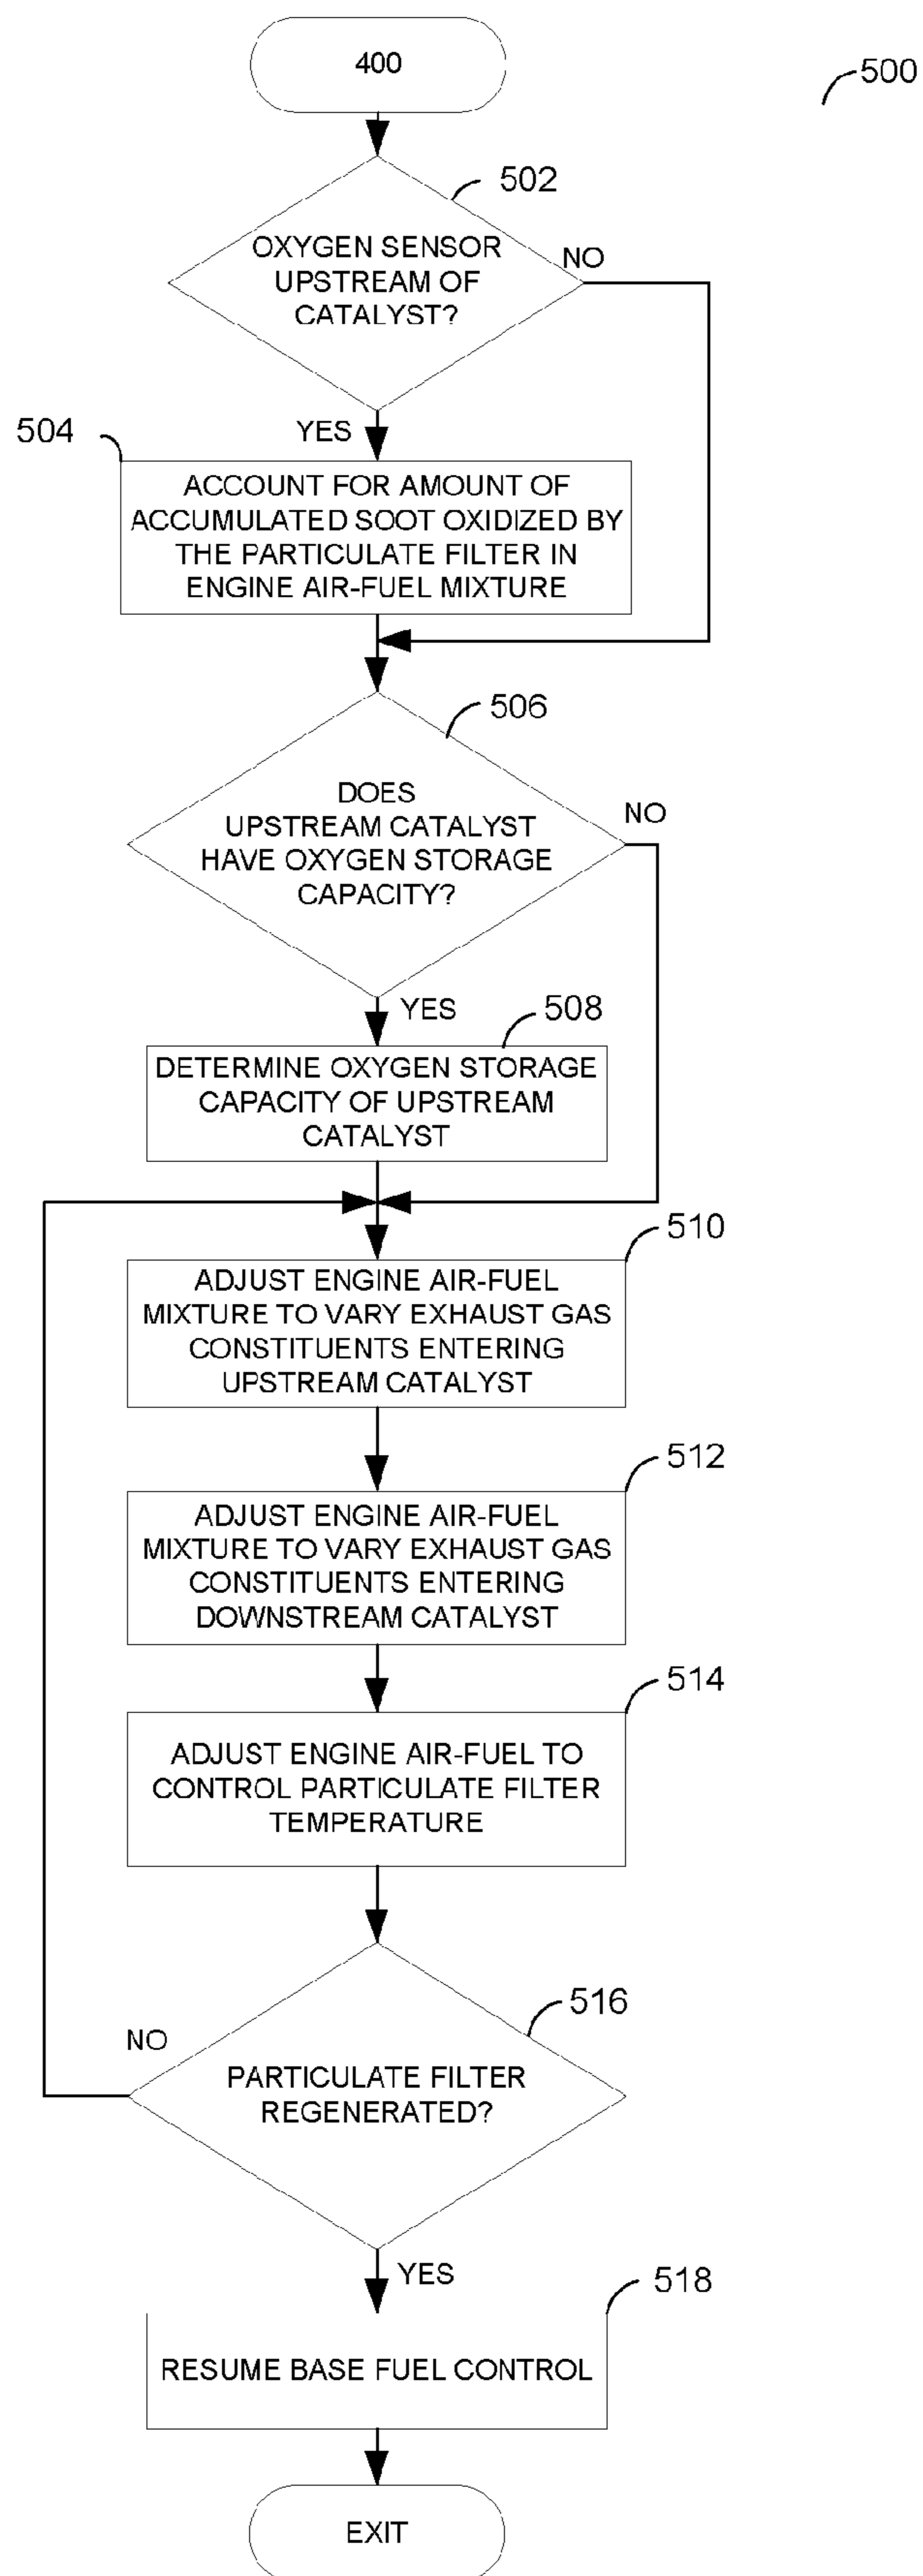 400
500
502
OXYGEN SENSOR
UPSTREAM OF
CATALYST?
NO
YES
504
ACCOUNT FOR AMOUNT OF
ACCUMULATED SOOT OXIDIZED BY
THE PARTICULATE FILTER IN
ENGINE AIR-FUEL MIXTURE
506
DOES
UPSTREAM CATALYST
HAVE OXYGEN STORAGE
CAPACITY?
NO
YES
508
DETERMINE OXYGEN STORAGE
CAPACITY OF UPSTREAM
CATALYST
510
ADJUST ENGINE AIR-FUEL
MIXTURE TO VARY EXHAUST GAS
CONSTITUENTS ENTERING
UPSTREAM CATALYST
512
ADJUST ENGINE AIR-FUEL
MIXTURE TO VARY EXHAUST GAS
CONSTITUENTS ENTERING
DOWNSTREAM CATALYST
514
ADJUST ENGINE AIR-FUEL TO
CONTROL PARTICULATE FILTER
TEMPERATURE
516
NO
PARTICULATE FILTER
REGENERATED?
YES
518
RESUME BASE FUEL CONTROL
EXIT